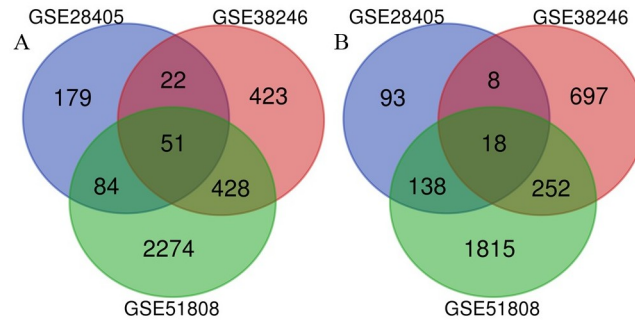 GSE28405 GSE38246 GSE28405 GSE38246
A B
179 22 423 93 8 697
51 18
84 428 138 252
2274 1815
GSE51808 GSE51808